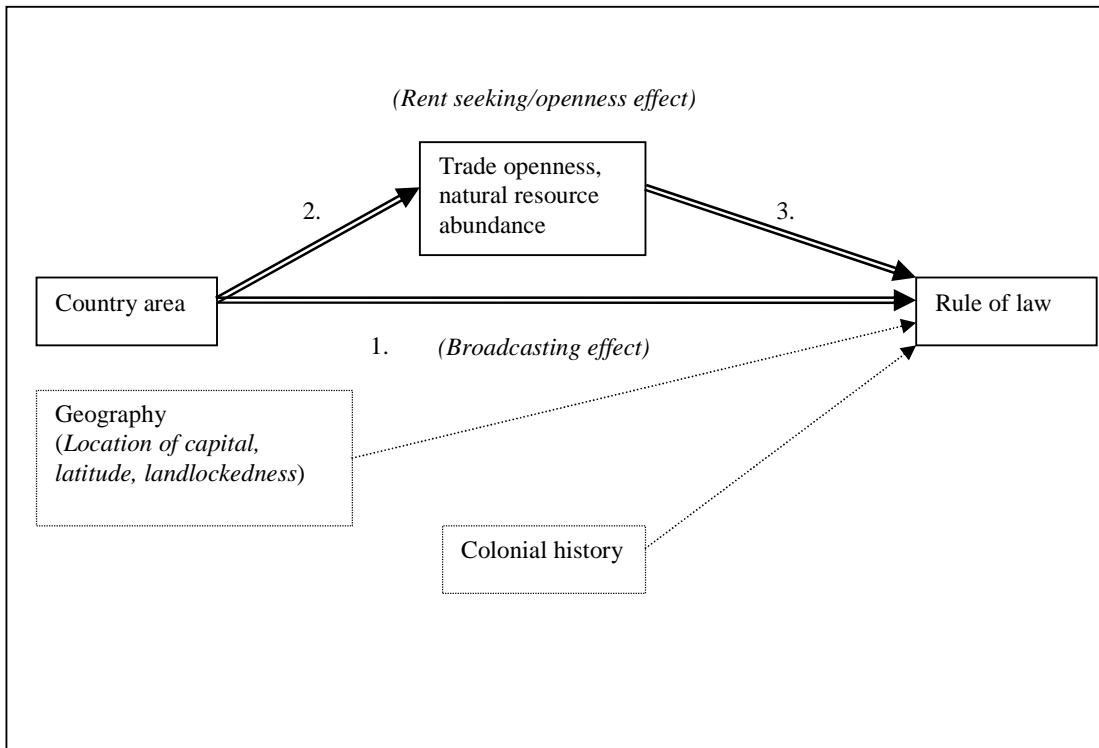 (Rent seeking/openness effect)
Trade openness,
natural resource
abundance
2.
3.
Country area
Rule of law
1. (Broadcasting effect)
Geography
(Location of capital,
latitude, landlockedness)
Colonial history